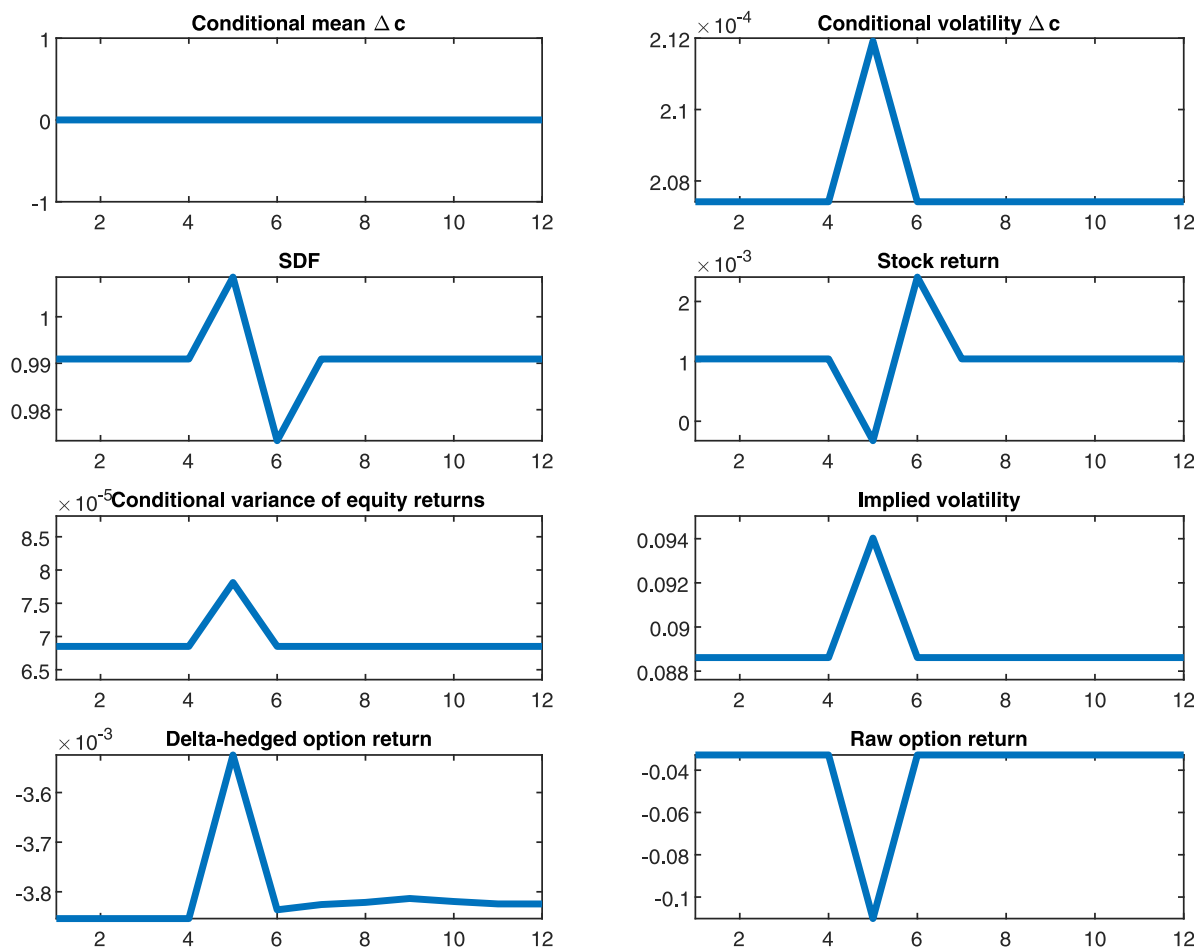 Conditional mean Δ c
1
0
-1
2 4 6 8 10 12
Conditional volatility Δ c
× 10-4
2.12
2.1
2.08
2 4 6 8 10 12
SDF
1
0.99
0.98
2 4 6 8 10 12
Stock return
× 10-3
2
1
0
2 4 6 8 10 12
Conditional variance of equity returns
× 10-5
8.5
8
7.5
7
6.5
2 4 6 8 10 12
Implied volatility
0.094
0.092
0.09
0.088
2 4 6 8 10 12
Delta-hedged option return
× 10-3
-3.6
-3.7
-3.8
2 4 6 8 10 12
Raw option return
-0.04
-0.06
-0.08
-0.1
2 4 6 8 10 12